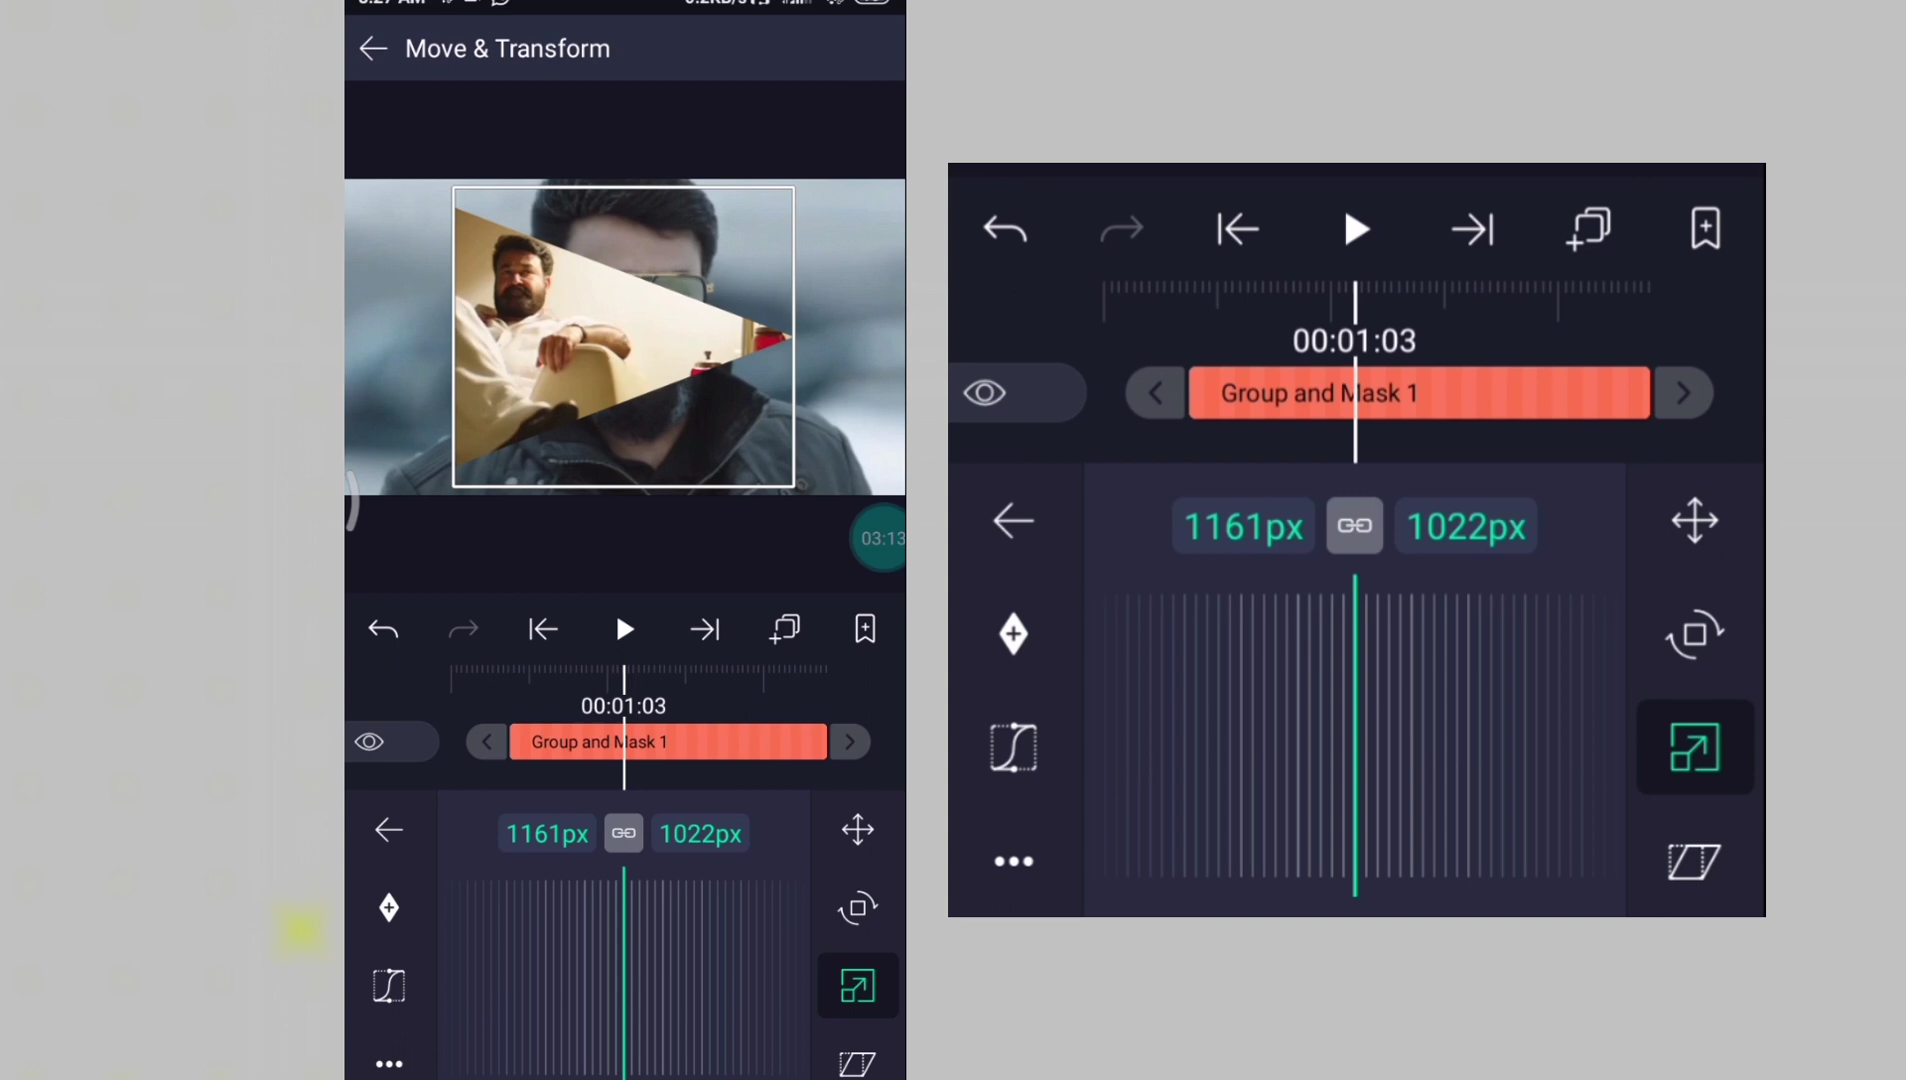 Move & Transform
03:13
00:01:03
Group and Mask 1
1161px
1022px
00:01:03
Group and Mask 1
1161px
1022px